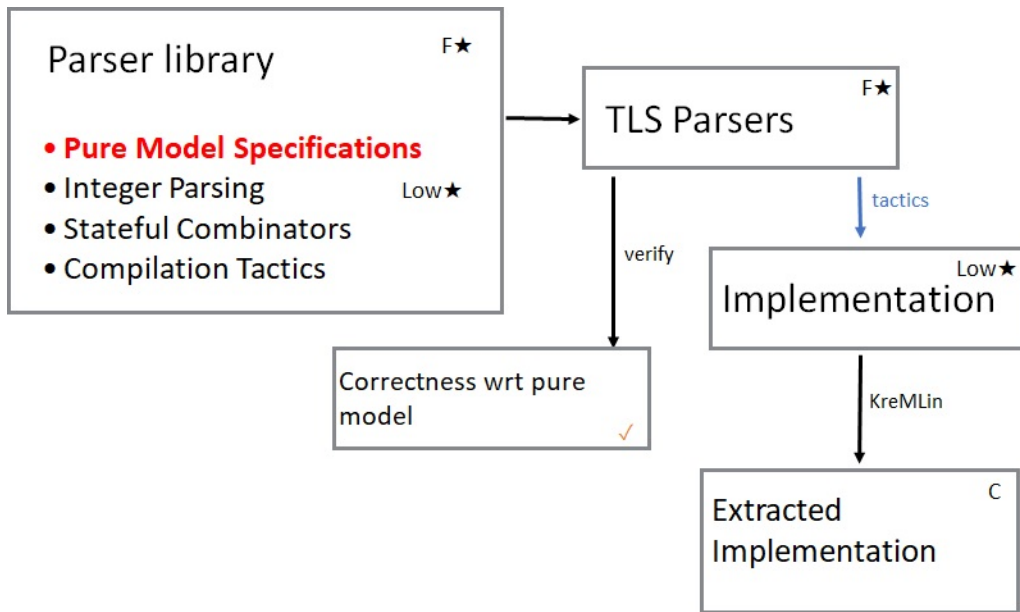 Parser library
F★
• Pure Model Specifications
• Integer Parsing
Low★
• Stateful Combinators
• Compilation Tactics
F★
TLS Parsers
verify
tactics
Low★
Implementation
Correctness wrt pure
model
✓
KreMLin
C
Extracted
Implementation